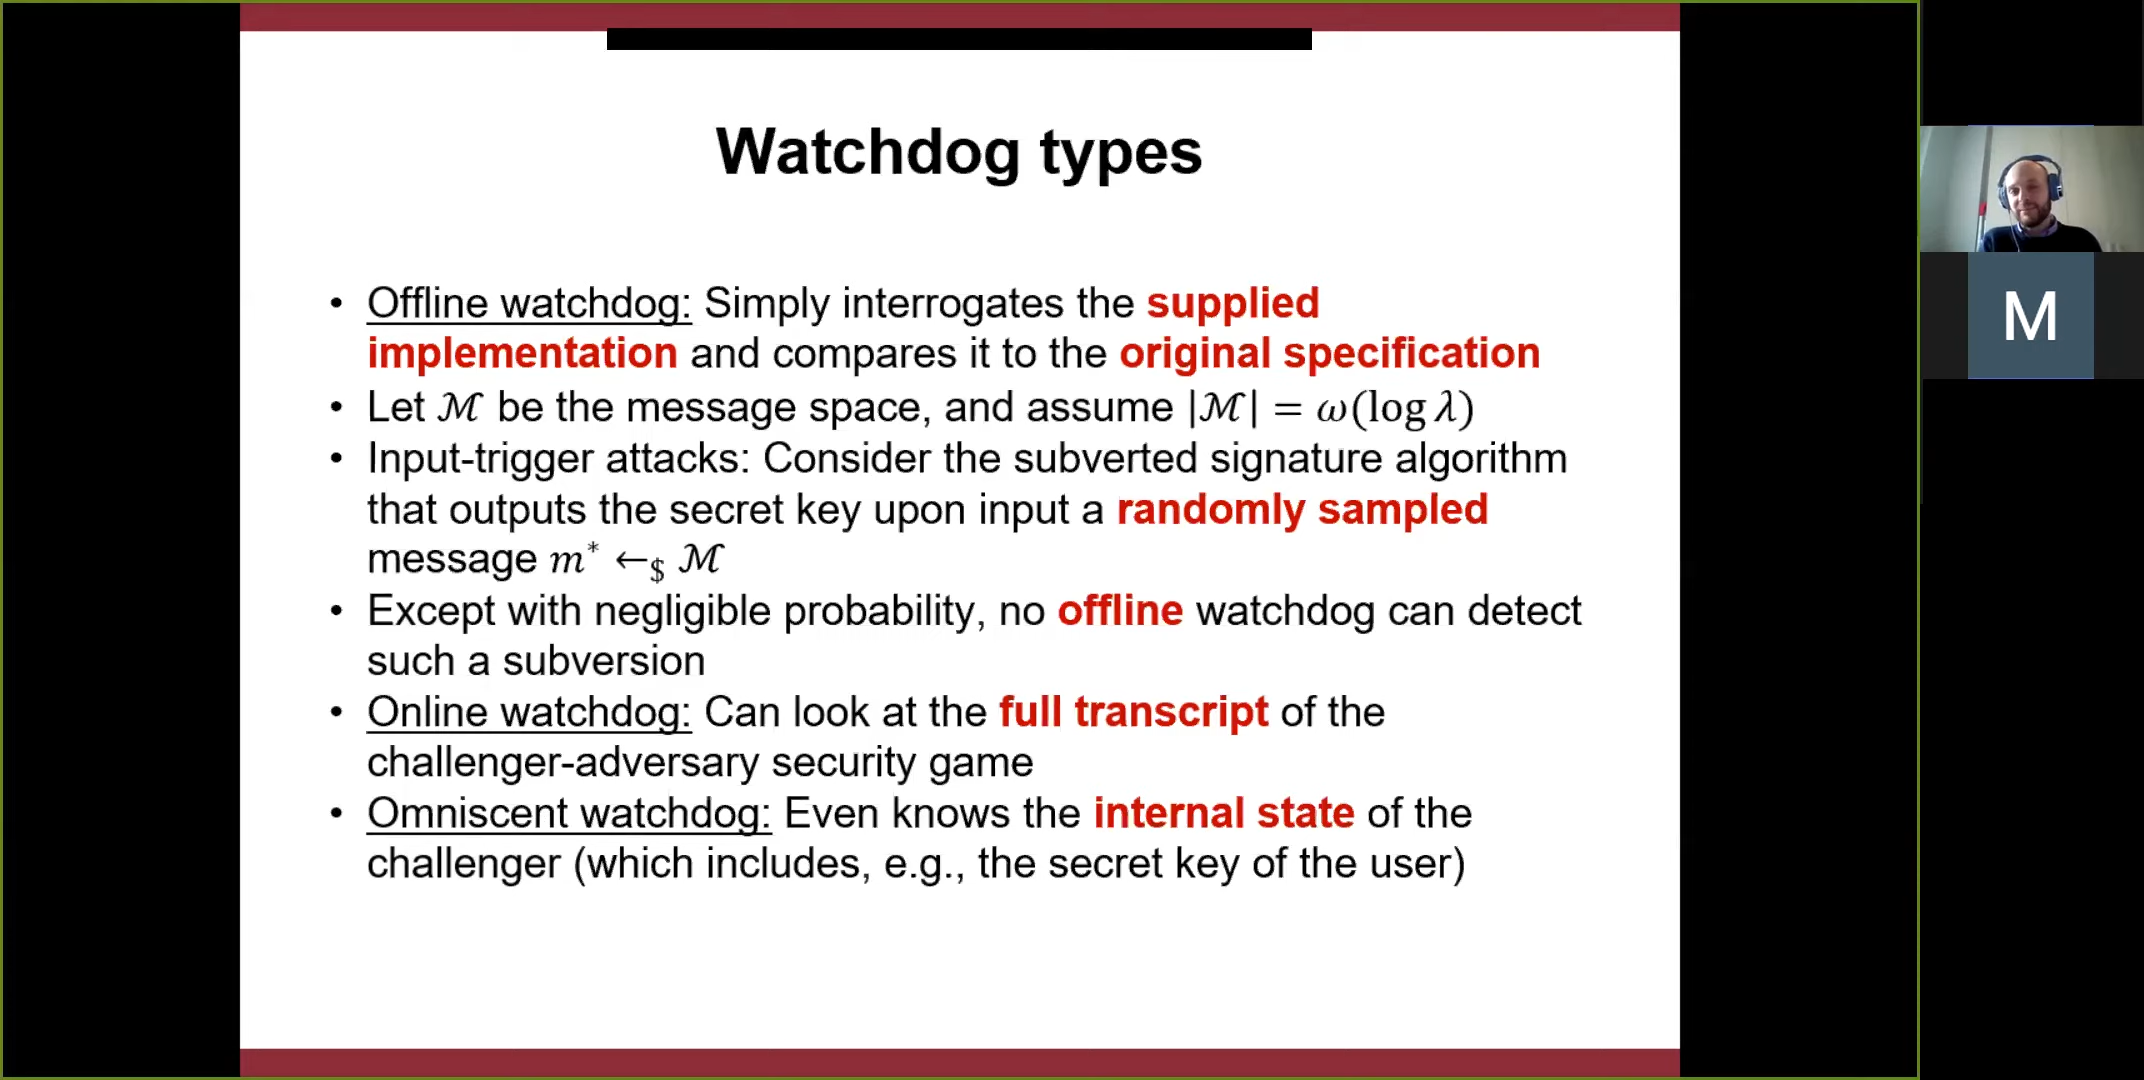 Watchdog types
• Offline watchdog: Simply interrogates the supplied
implementation and compares it to the original specification
• Let ℳ be the message space, and assume |ℳ| = ω(log λ)
• Input-trigger attacks: Consider the subverted signature algorithm
that outputs the secret key upon input a randomly sampled
message m* ←$ ℳ
• Except with negligible probability, no offline watchdog can detect
such a subversion
• Online watchdog: Can look at the full transcript of the
challenger-adversary security game
• Omniscent watchdog: Even knows the internal state of the
challenger (which includes, e.g., the secret key of the user)
M